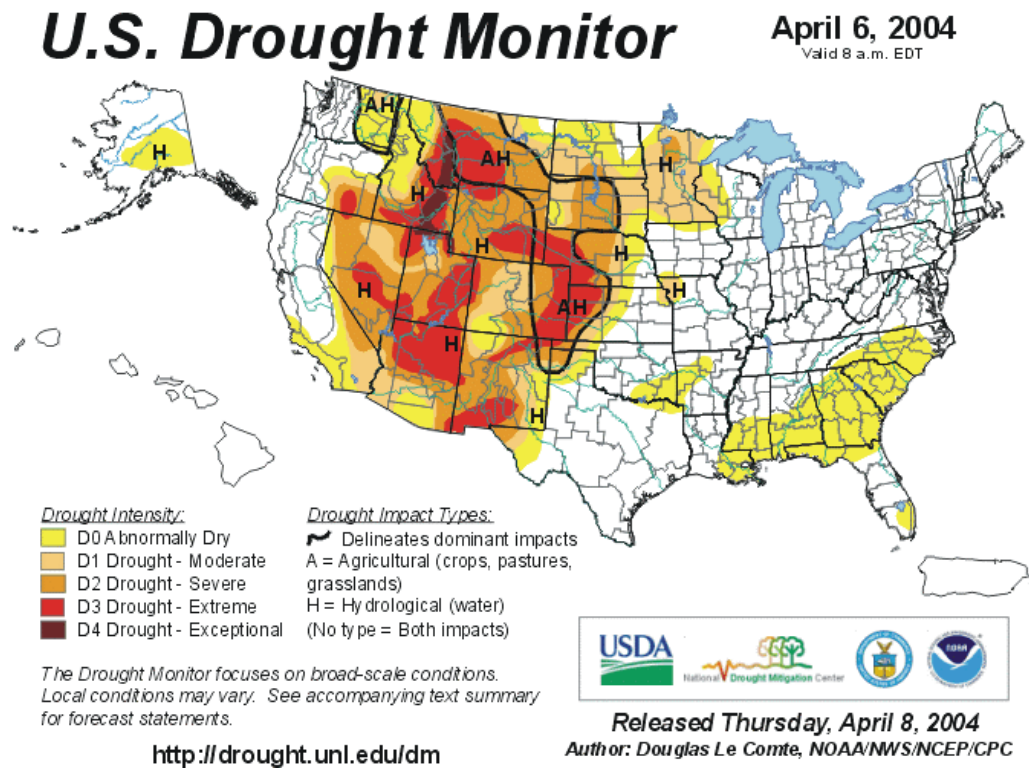 U.S. Drought Monitor
April 6, 2004
Valid 8 a.m. EDT
H
AH
AH
H
H
H
H
H
H
AH
H
H
H
Drought Intensity:
D0 Abnormally Dry
D1 Drought - Moderate
D2 Drought - Severe
D3 Drought - Extreme
D4 Drought - Exceptional
Drought Impact Types:
Delineates dominant impacts
A = Agricultural (crops, pastures,
grasslands)
H = Hydrological (water)
(No type = Both impacts)
The Drought Monitor focuses on broad-scale conditions.
Local conditions may vary. See accompanying text summary
for forecast statements.
http://drought.unl.edu/dm
USDA
National Drought Mitigation Center
NOAA
Released Thursday, April 8, 2004
Author: Douglas Le Comte, NOAA/NWS/NCEP/CPC